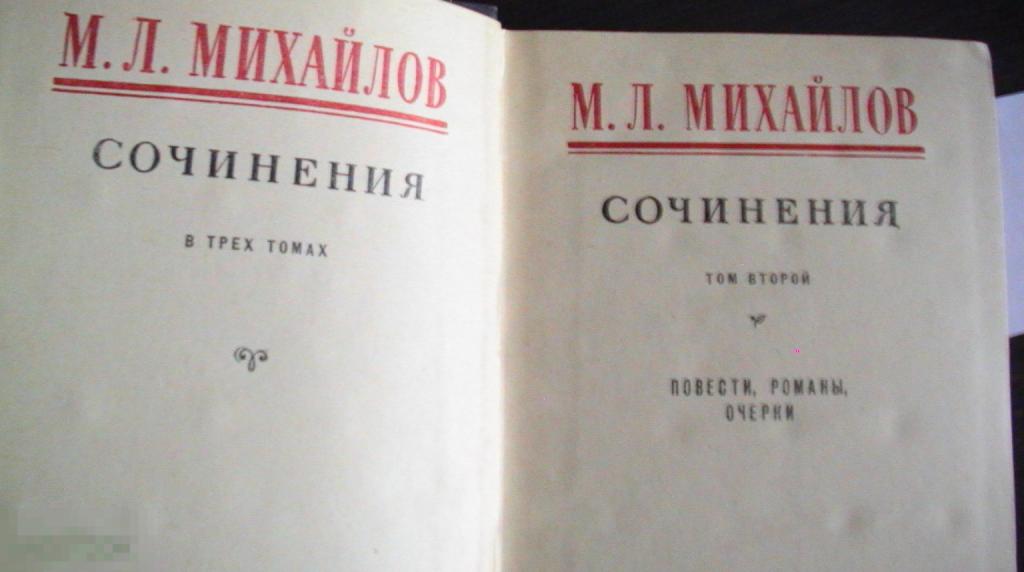 М. Л. МИХАЙЛОВ
СОЧИНЕНИЯ
В ТРЕХ ТОМАХ
М. Л. МИХАЙЛОВ
СОЧИНЕНИЯ
ТОМ ВТОРОЙ
ПОВЕСТИ, РОМАНЫ,
ОЧЕРКИ